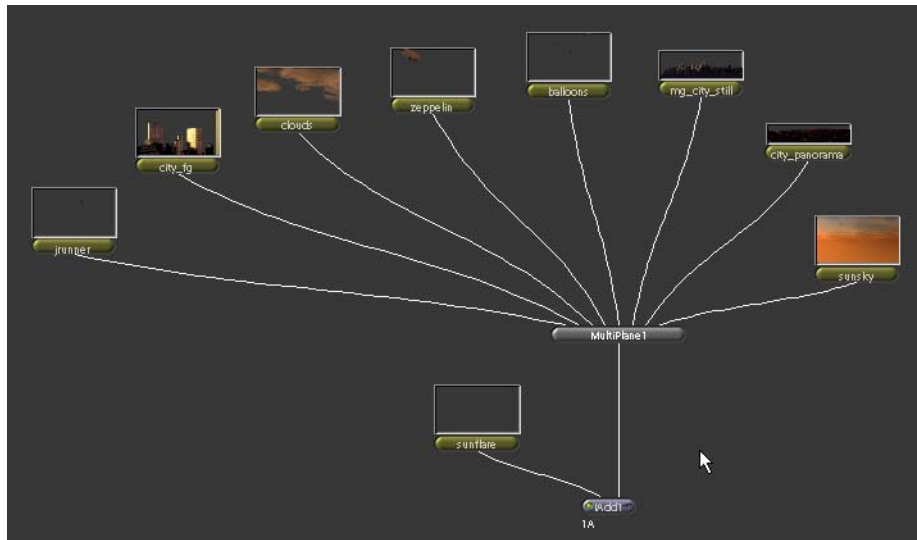 balloons
mg_city_still
zeppelin
clouds
city_panorama
city_fg
jrunner
sunsky
MultiPlane1
sunflare
IAdd1
1A